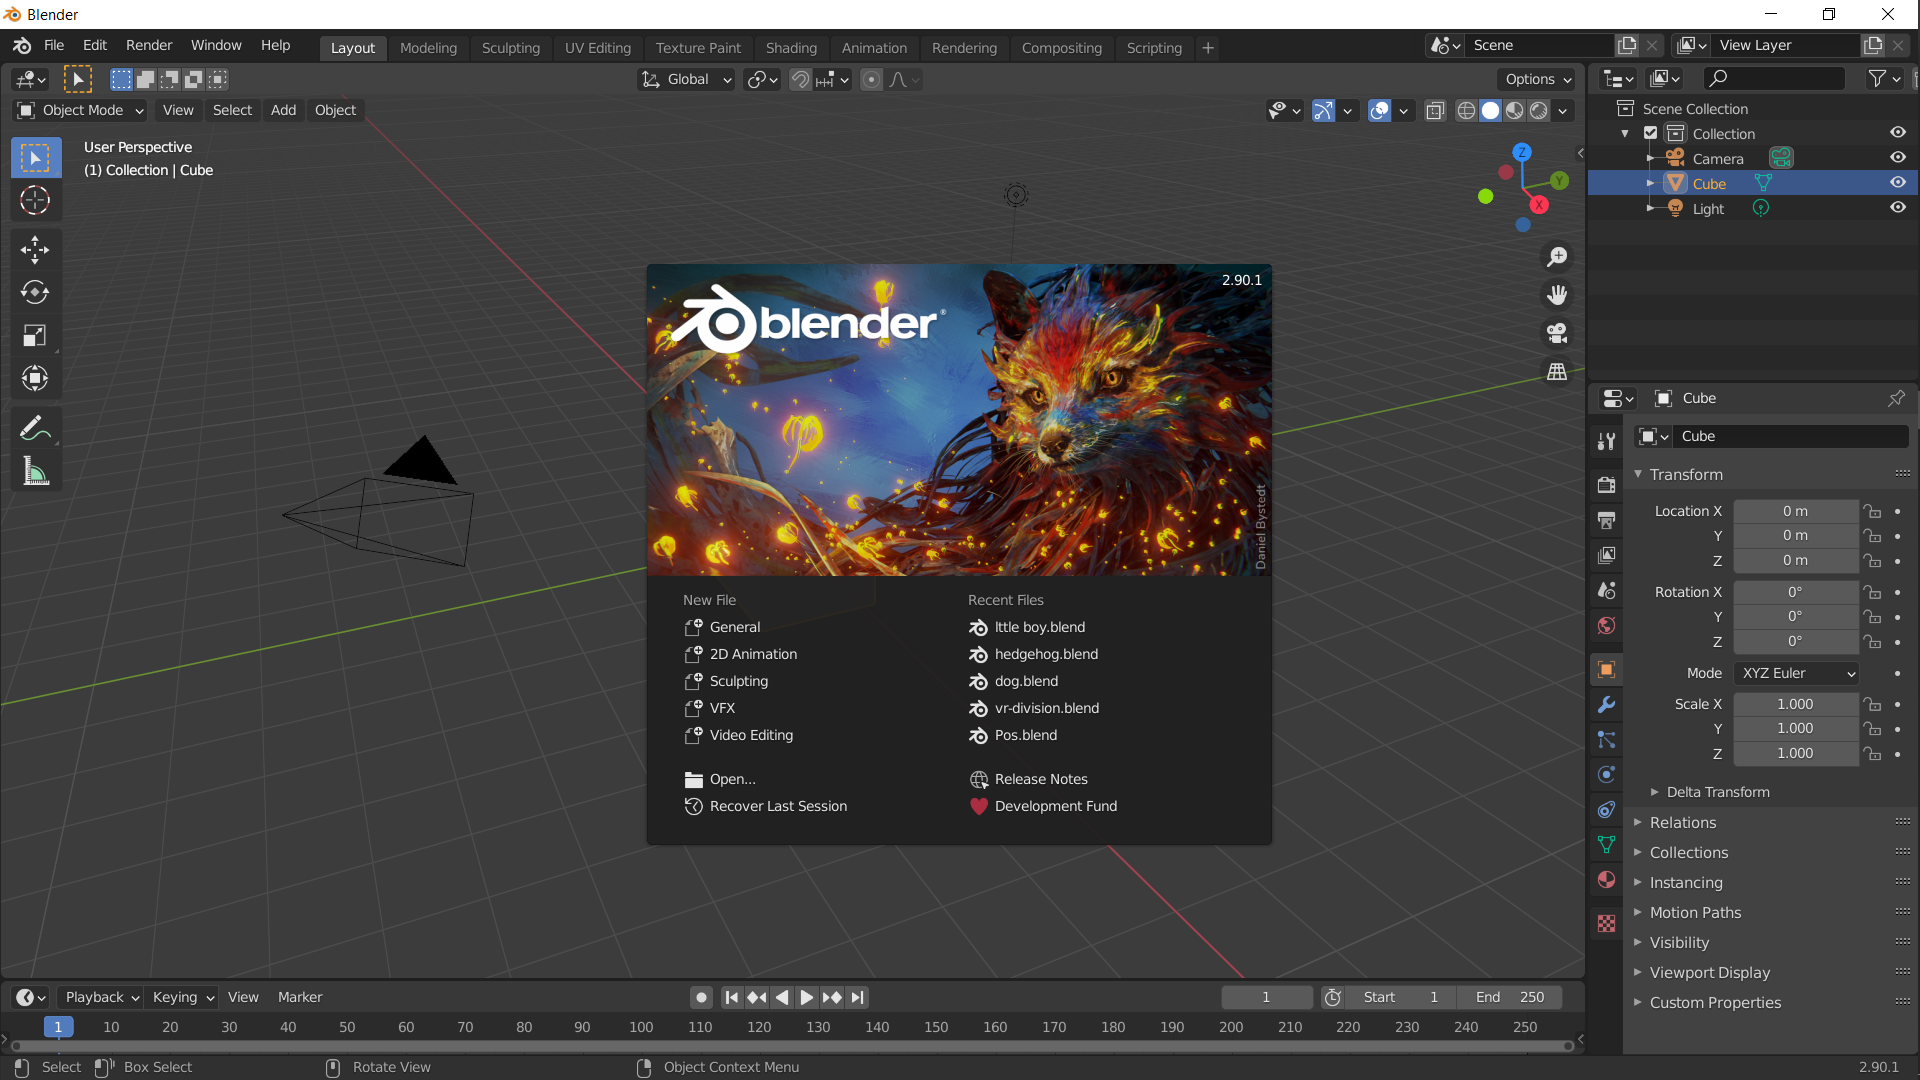 Blender
File Edit Render Window Help Layout Modeling Sculpting UV Editing Texture Paint Shading Animation Rendering Compositing Scripting + Scene View Layer
Global Options
Object Mode View Select Add Object
User Perspective
(1) Collection | Cube
Z
Y
X
Scene Collection
Collection
Camera
Cube
Light
2.90.1
blender
Daniel Bystedt
New File
General
2D Animation
Sculpting
VFX
Video Editing
Open...
Recover Last Session
Recent Files
lttle boy.blend
hedgehog.blend
dog.blend
vr-division.blend
Pos.blend
Release Notes
Development Fund
Cube
Cube
Transform
Location X 0 m
Y 0 m
Z 0 m
Rotation X 0°
Y 0°
Z 0°
Mode XYZ Euler
Scale X 1.000
Y 1.000
Z 1.000
Delta Transform
Relations
Collections
Instancing
Motion Paths
Visibility
Viewport Display
Custom Properties
Playback Keying View Marker 1 Start 1 End 250
1 10 20 30 40 50 60 70 80 90 100 110 120 130 140 150 160 170 180 190 200 210 220 230 240 250
Select Box Select Rotate View Object Context Menu 2.90.1